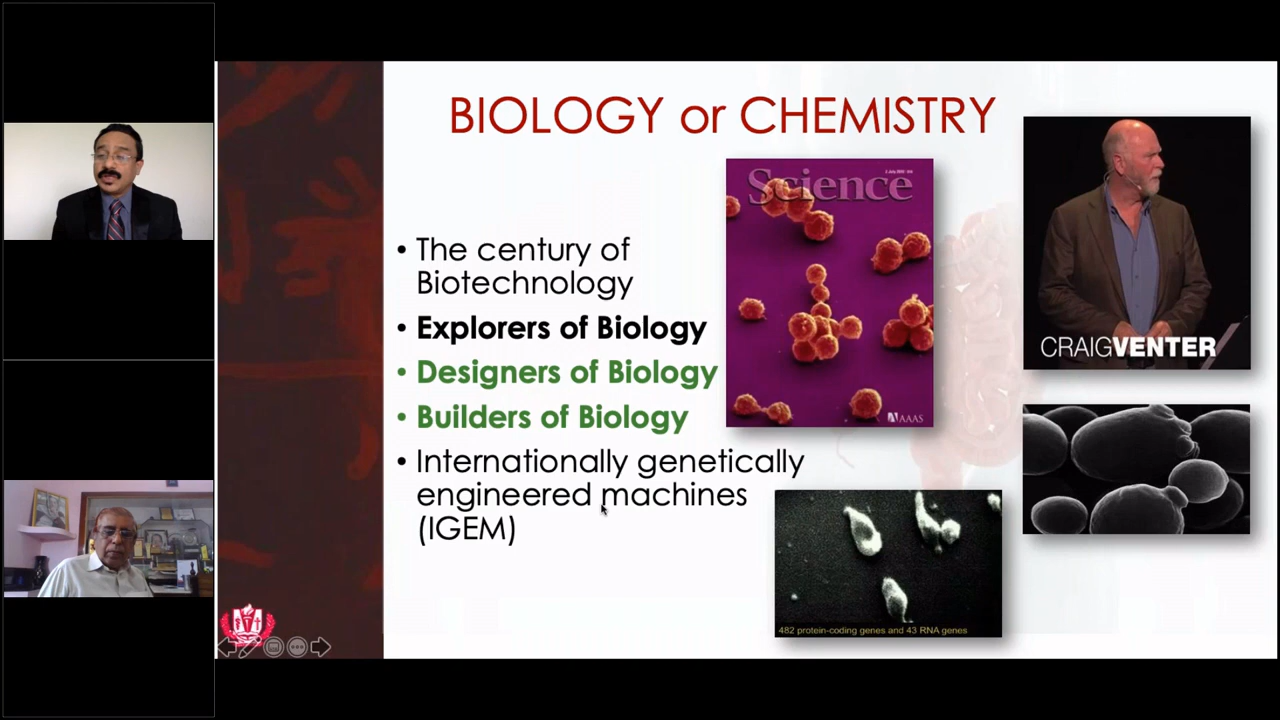 BIOLOGY or CHEMISTRY
• The century of
Biotechnology
• Explorers of Biology
• Designers of Biology
• Builders of Biology
• Internationally genetically
engineered machines
(IGEM)
Science
AAAS
CRAIGVENTER
482 protein-coding genes and 43 RNA genes